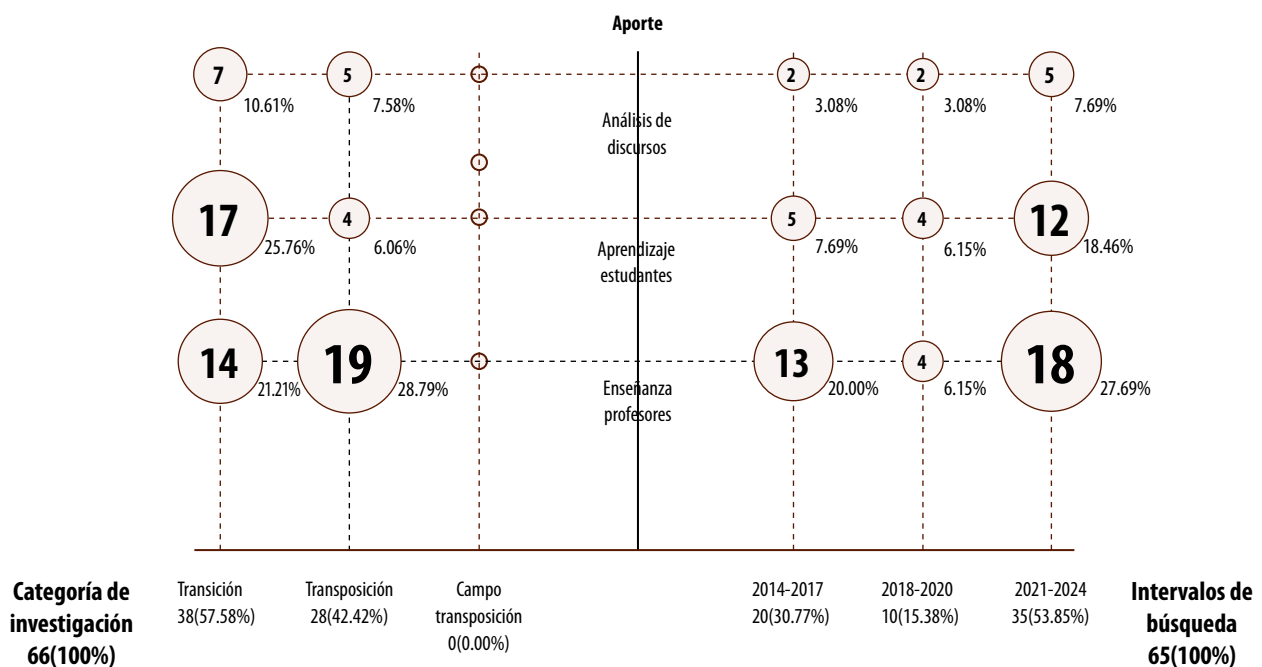 Aporte
7
5
2
2
5
10.61%
7.58%
3.08%
3.08%
7.69%
Análisis de
discursos
17
4
5
4
12
25.76%
6.06%
7.69%
6.15%
18.46%
Aprendizaje
estudantes
14
19
13
4
18
21.21%
28.79%
20.00%
6.15%
27.69%
Enseñanza
profesores
Categoría de
investigación
66(100%)
Transición
38(57.58%)
Transposición
28(42.42%)
Campo
transposición
0(0.00%)
2014-2017
20(30.77%)
2018-2020
10(15.38%)
2021-2024
35(53.85%)
Intervalos de
búsqueda
65(100%)